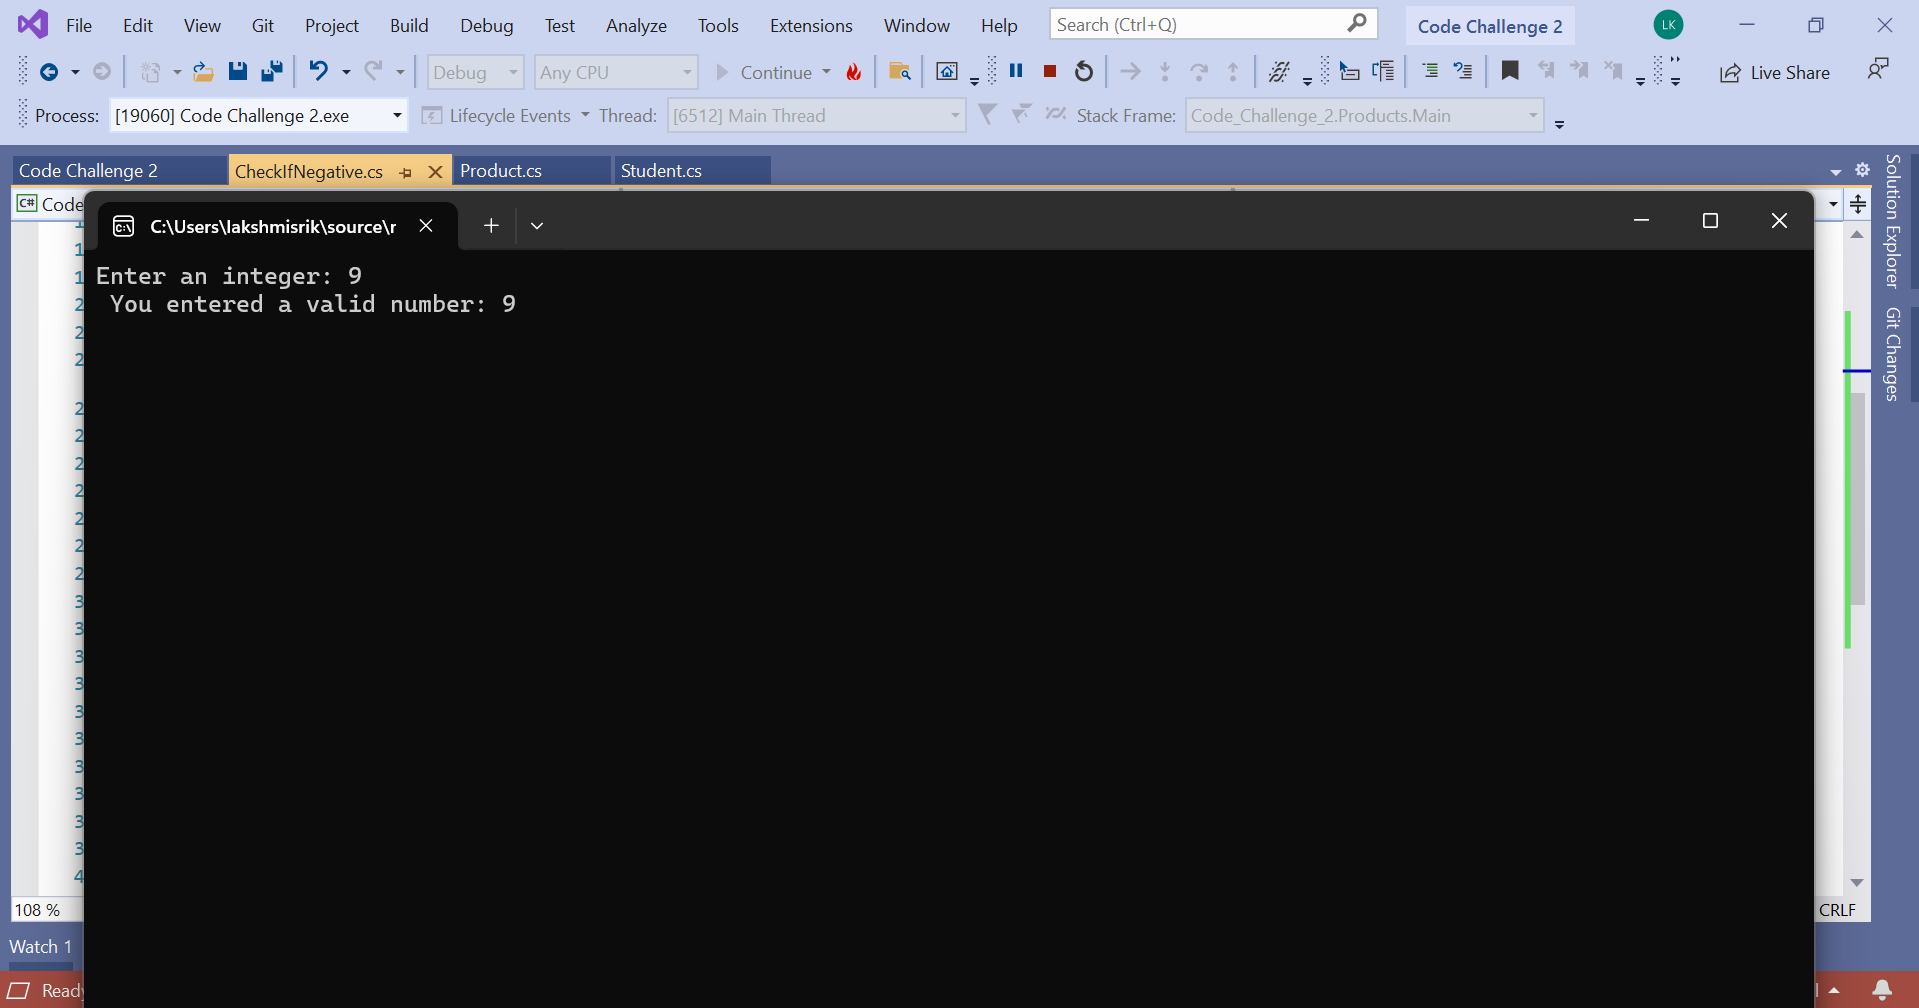 File Edit View Git Project Build Debug Test Analyze Tools Extensions Window Help Search (Ctrl+Q) Code Challenge 2 LK
Debug Any CPU Continue Live Share
Process: [19060] Code Challenge 2.exe Lifecycle Events Thread: [6512] Main Thread Stack Frame: Code_Challenge_2.Products.Main
Code Challenge 2 CheckIfNegative.cs Product.cs Student.cs
C# Code
C:\Users\lakshmisrik\source\r
Enter an integer: 9
You entered a valid number: 9
Solution Explorer
Git Changes
108 % CRLF
Watch 1
Ready